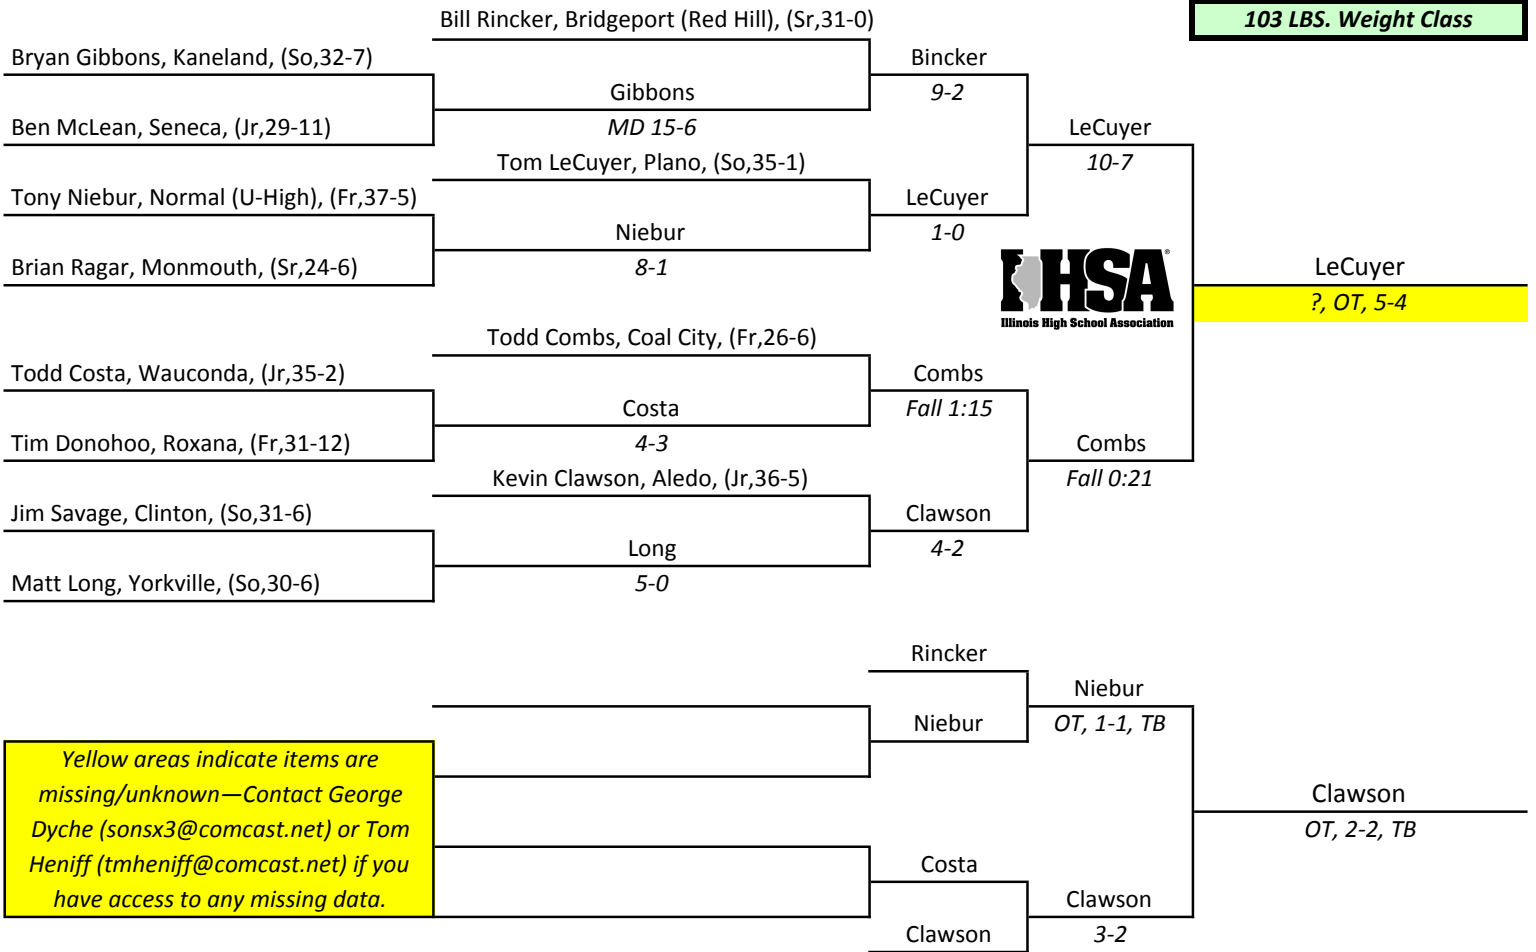 Bill Rincker, Bridgeport (Red Hill), (Sr,31-0)
103 LBS. Weight Class
Bryan Gibbons, Kaneland, (So,32-7)
Bincker
Gibbons
9-2
Ben McLean, Seneca, (Jr,29-11)
MD 15-6
LeCuyer
Tom LeCuyer, Plano, (So,35-1)
10-7
Tony Niebur, Normal (U-High), (Fr,37-5)
LeCuyer
Niebur
1-0
Brian Ragar, Monmouth, (Sr,24-6)
8-1
IHSA
®
Illinois High School Association
LeCuyer
?, OT, 5-4
Todd Combs, Coal City, (Fr,26-6)
Todd Costa, Wauconda, (Jr,35-2)
Combs
Costa
Fall 1:15
Tim Donohoo, Roxana, (Fr,31-12)
4-3
Combs
Kevin Clawson, Aledo, (Jr,36-5)
Fall 0:21
Jim Savage, Clinton, (So,31-6)
Clawson
Long
4-2
Matt Long, Yorkville, (So,30-6)
5-0
Rincker
Niebur
Niebur
OT, 1-1, TB
Yellow areas indicate items are
missing/unknown—Contact George
Dyche (sonsx3@comcast.net) or Tom
Heniff (tmheniff@comcast.net) if you
have access to any missing data.
Clawson
OT, 2-2, TB
Costa
Clawson
Clawson
3-2